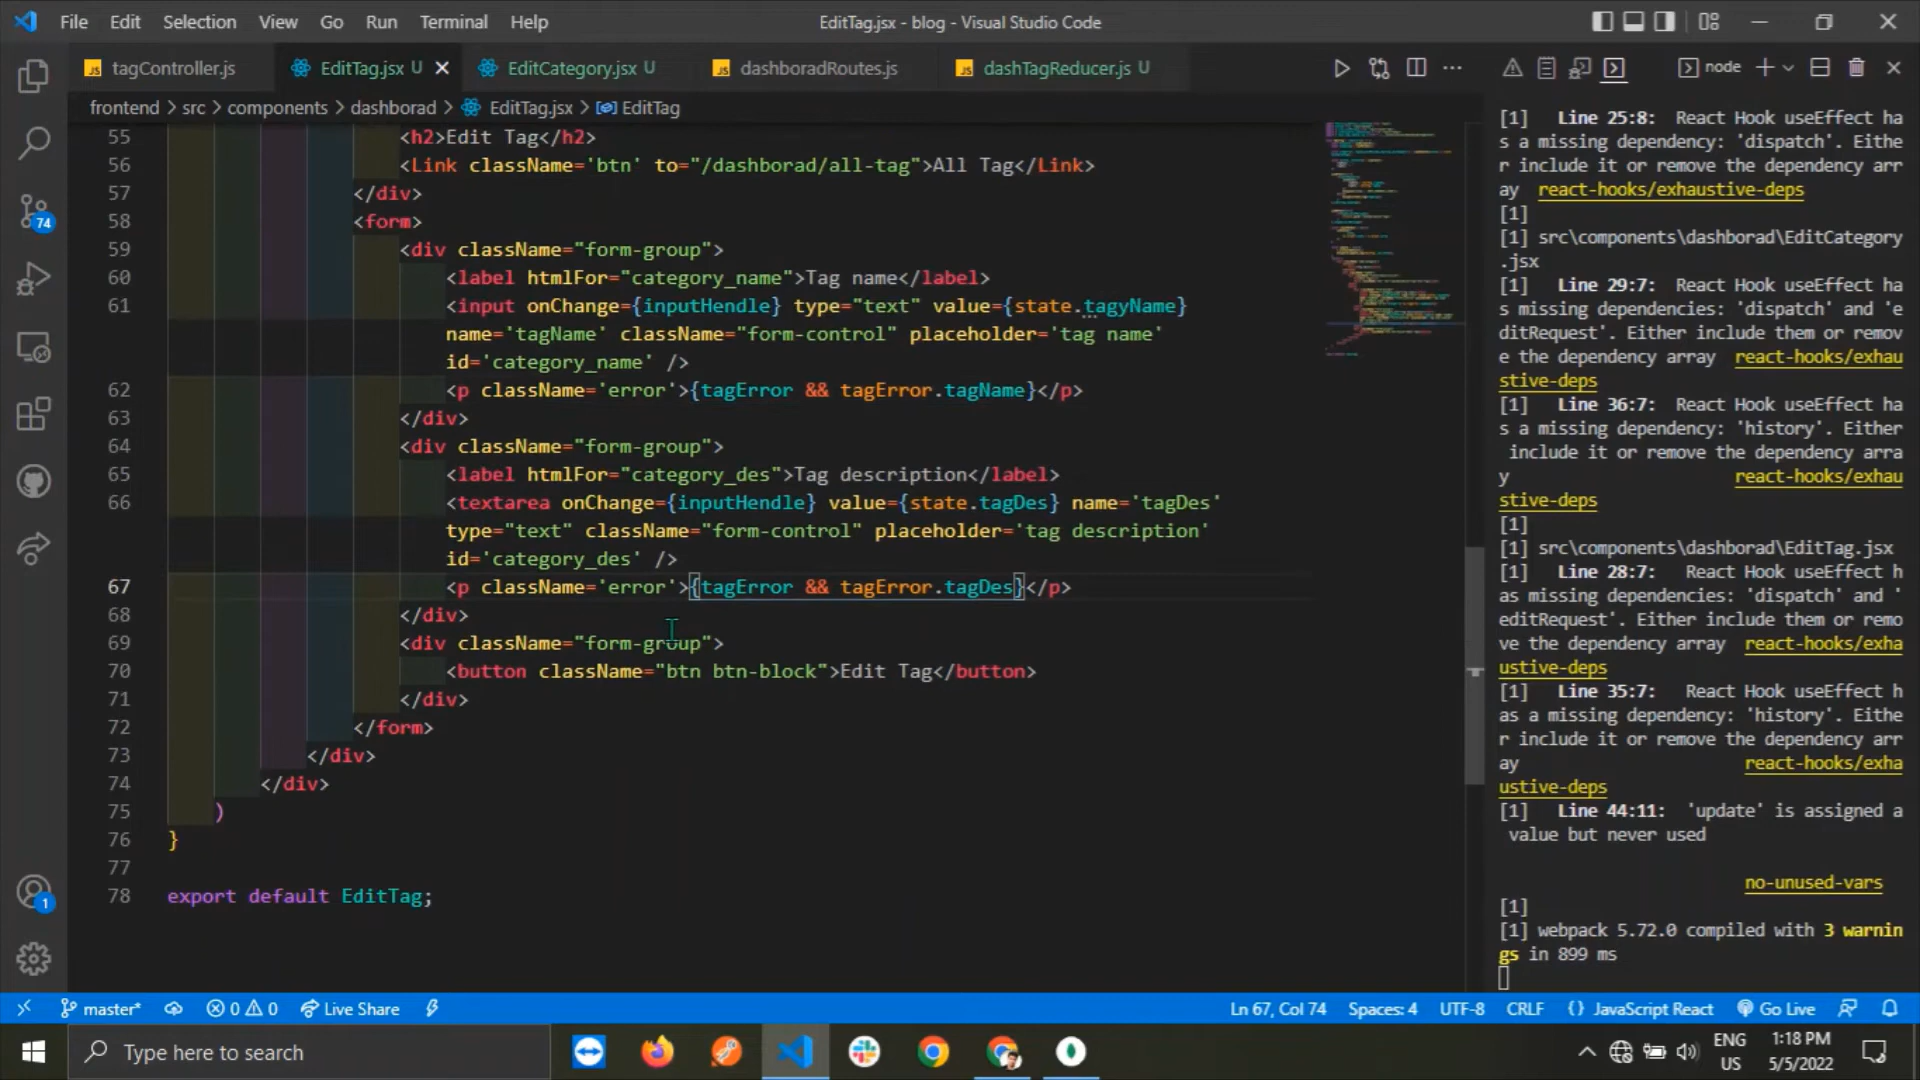 File Edit Selection View Go Run Terminal Help EditTag.jsx - blog - Visual Studio Code
tagController.js EditTag.jsx U EditCategory.jsx U dashboradRoutes.js dashTagReducer.js U node
frontend > src > components > dashborad > EditTag.jsx > EditTag
55 <h2>Edit Tag</h2>
56 <Link className='btn' to="/dashborad/all-tag">All Tag</Link>
57 </div>
58 <form>
59 <div className="form-group">
60 <label htmlFor="category_name">Tag name</label>
61 <input onChange={inputHendle} type="text" value={state.tagyName}
name='tagName' className="form-control" placeholder='tag name'
id='category_name' />
62 <p className='error'>{tagError && tagError.tagName}</p>
63 </div>
64 <div className="form-group">
65 <label htmlFor="category_des">Tag description</label>
66 <textarea onChange={inputHendle} value={state.tagDes} name='tagDes'
type="text" className="form-control" placeholder='tag description'
id='category_des' />
67 <p className='error'>{tagError && tagError.tagDes}</p>
68 </div>
69 <div className="form-group">
70 <button className="btn btn-block">Edit Tag</button>
71 </div>
72 </form>
73 </div>
74 </div>
75 )
76 }
77
78 export default EditTag;
[1] Line 25:8: React Hook useEffect ha
s a missing dependency: 'dispatch'. Eithe
r include it or remove the dependency arr
ay react-hooks/exhaustive-deps
[1]
[1] src\components\dashborad\EditCategory
.jsx
[1] Line 29:7: React Hook useEffect ha
s missing dependencies: 'dispatch' and 'e
ditRequest'. Either include them or remov
e the dependency array react-hooks/exhau
stive-deps
[1] Line 36:7: React Hook useEffect ha
s a missing dependency: 'history'. Either
include it or remove the dependency arra
y react-hooks/exhau
stive-deps
[1]
[1] src\components\dashborad\EditTag.jsx
[1] Line 28:7: React Hook useEffect h
as missing dependencies: 'dispatch' and '
editRequest'. Either include them or remo
ve the dependency array react-hooks/exha
ustive-deps
[1] Line 35:7: React Hook useEffect h
as a missing dependency: 'history'. Eithe
r include it or remove the dependency arr
ay react-hooks/exha
ustive-deps
[1] Line 44:11: 'update' is assigned a
value but never used
no-unused-vars
[1]
[1] webpack 5.72.0 compiled with 3 warnin
gs in 899 ms
74
1
master* 0 0 Live Share Ln 67, Col 74 Spaces: 4 UTF-8 CRLF {} JavaScript React Go Live
Type here to search
ENG
US
1:18 PM
5/5/2022